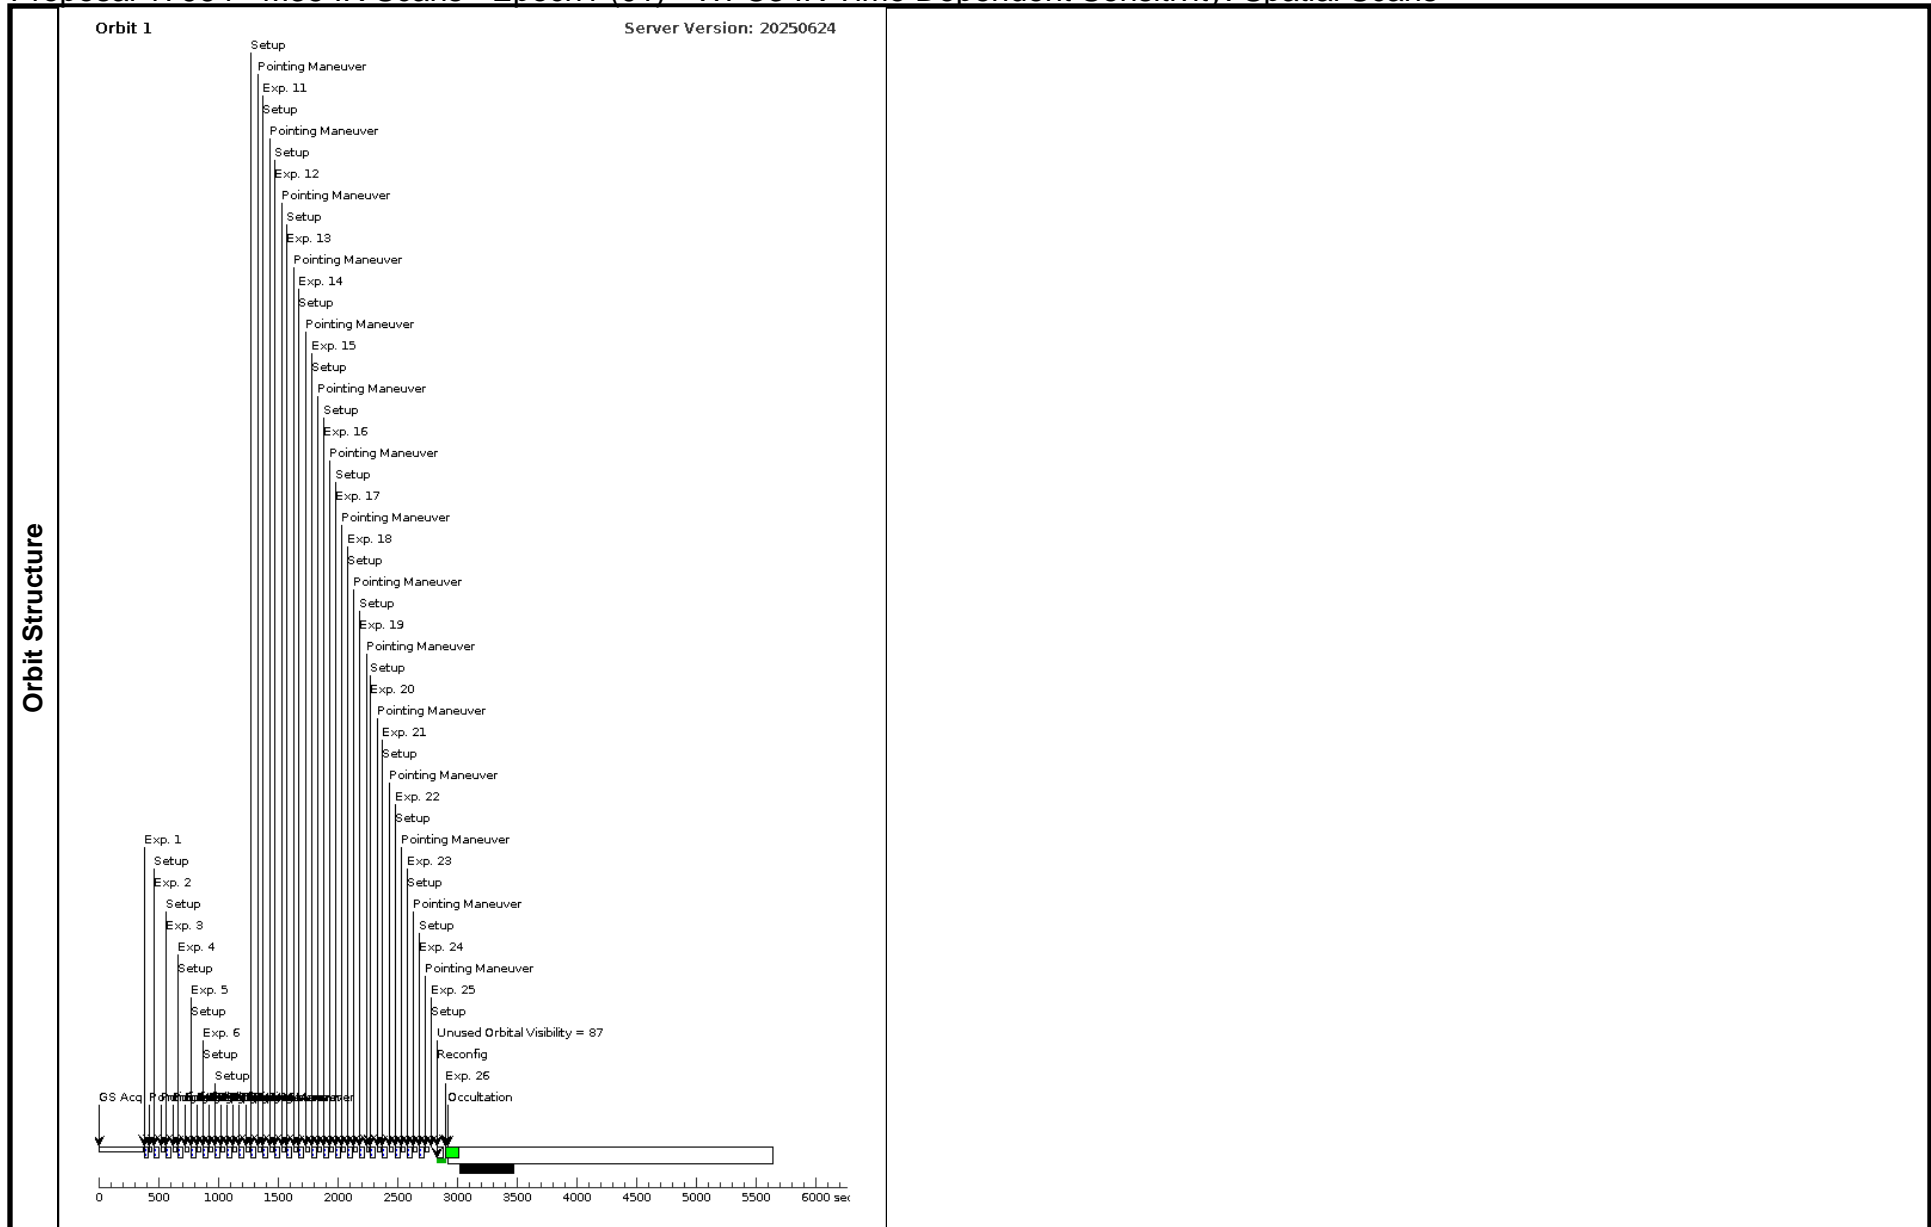 Orbit Structure
Orbit 1
Server Version: 20250624
Setup
Pointing Maneuver
Exp. 11
Setup
Pointing Maneuver
Setup
Exp. 12
Pointing Maneuver
Setup
Exp. 13
Pointing Maneuver
Exp. 14
Setup
Pointing Maneuver
Exp. 15
Setup
Pointing Maneuver
Setup
Exp. 16
Pointing Maneuver
Setup
Exp. 17
Pointing Maneuver
Exp. 18
Setup
Pointing Maneuver
Setup
Exp. 19
Pointing Maneuver
Setup
Exp. 20
Pointing Maneuver
Exp. 21
Setup
Pointing Maneuver
Exp. 22
Setup
Exp. 1
Pointing Maneuver
Setup
Exp. 23
Exp. 2
Setup
Setup
Pointing Maneuver
Exp. 3
Setup
Exp. 4
Exp. 24
Setup
Pointing Maneuver
Exp. 5
Exp. 25
Setup
Setup
Exp. 6
Unused Orbital Visibility = 87
Setup
Reconfig
Setup
Exp. 26
GS Acq
Occultation
0 500 1000 1500 2000 2500 3000 3500 4000 4500 5000 5500 6000 sec